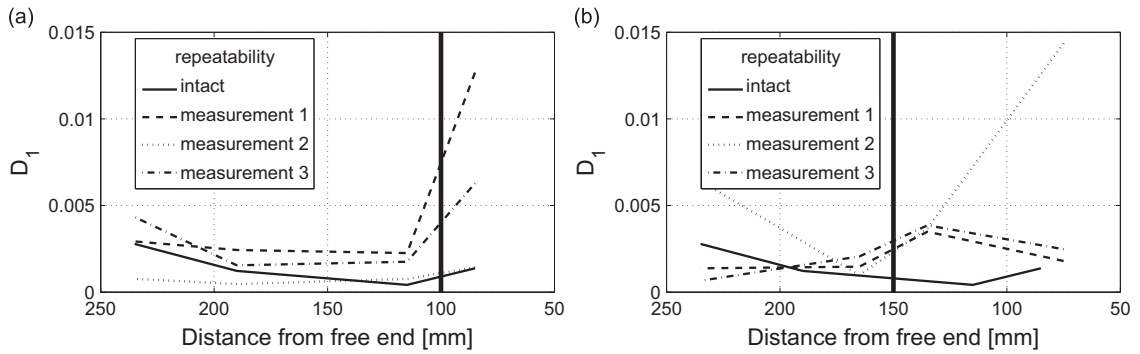 (a)
0.015
0.01
0.005
0
D1
repeatability
intact
measurement 1
measurement 2
measurement 3
250 200 150 100 50
Distance from free end [mm]
(b)
0.015
0.01
0.005
0
D1
repeatability
intact
measurement 1
measurement 2
measurement 3
250 200 150 100 50
Distance from free end [mm]